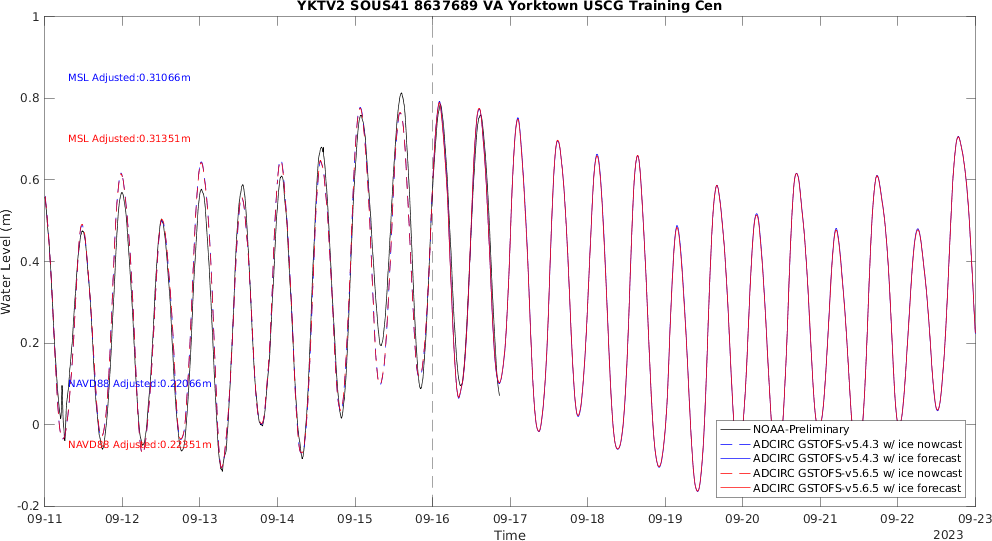 YKTV2 SOUS41 8637689 VA Yorktown USCG Training Cen
1
0.8
0.6
0.4
0.2
0
-0.2
Water Level (m)
MSL Adjusted:0.31066m
MSL Adjusted:0.31351m
NAVD88 Adjusted:0.22066m
NAVD88 Adjusted:0.22351m
NOAA-Preliminary
ADCIRC GSTOFS-v5.4.3 w/ ice nowcast
ADCIRC GSTOFS-v5.4.3 w/ ice forecast
ADCIRC GSTOFS-v5.6.5 w/ ice nowcast
ADCIRC GSTOFS-v5.6.5 w/ ice forecast
09-11 09-12 09-13 09-14 09-15 09-16 09-17 09-18 09-19 09-20 09-21 09-22 09-23
Time
2023